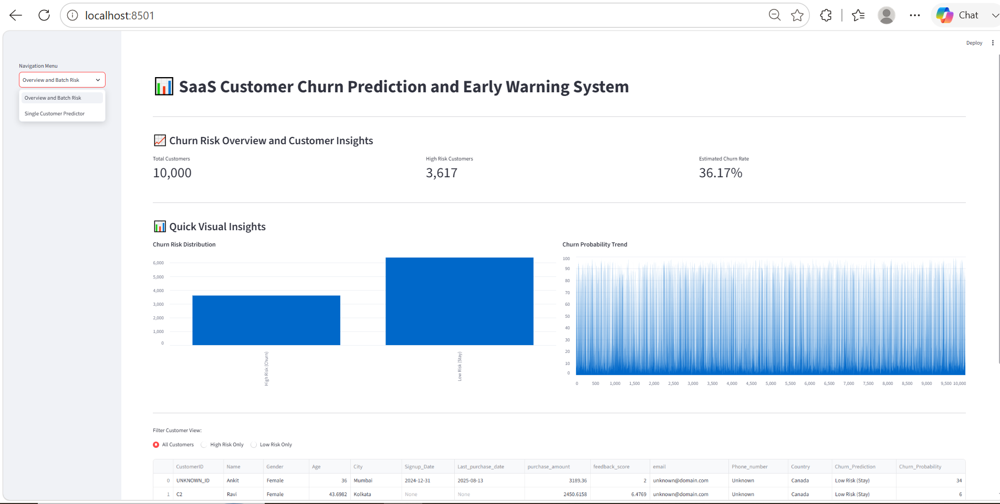 localhost:8501
Chat
Deploy
Navigation Menu
Overview and Batch Risk
Overview and Batch Risk
Single Customer Predictor
SaaS Customer Churn Prediction and Early Warning System
Churn Risk Overview and Customer Insights
Total Customers High Risk Customers Estimated Churn Rate
10,000 3,617 36.17%
Quick Visual Insights
Churn Risk Distribution
6,000
5,000
4,000
3,000
2,000
1,000
0
High Risk (Churn)
Low Risk (Stay)
Churn Probability Trend
100
90
80
70
60
50
40
30
20
10
0
0 500 1,000 1,500 2,000 2,500 3,000 3,500 4,000 4,500 5,000 5,500 6,000 6,500 7,000 7,500 8,000 8,500 9,000 9,500 10,000
Filter Customer View:
All Customers High Risk Only Low Risk Only
CustomerID Name Gender Age City Signup_Date Last_purchase_date purchase_amount feedback_score email Phone_number Country Churn_Prediction Churn_Probability
0 UNKNOWN_ID Ankit Female 36 Mumbai 2024-12-31 2025-08-13 3189.36 2 unknown@domain.com Unknown Canada Low Risk (Stay) 34
1 C2 Ravi Female 43.6982 Kolkata None None 2450.6158 6.4769 unknown@domain.com Unknown Canada Low Risk (Stay) 6